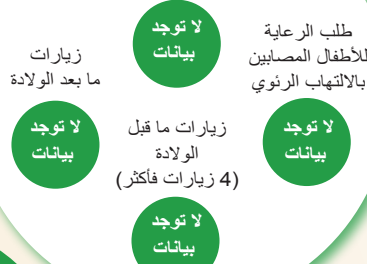 لا توجد
بيانات
طلب الرعاية
للأطفال المصابين
بالالتهاب الرئوي
زيارات
ما بعد الولادة
لا توجد
بيانات
زيارات ما قبل
الولادة
(4 زيارات فأكثر)
لا توجد
بيانات
لا توجد
بيانات